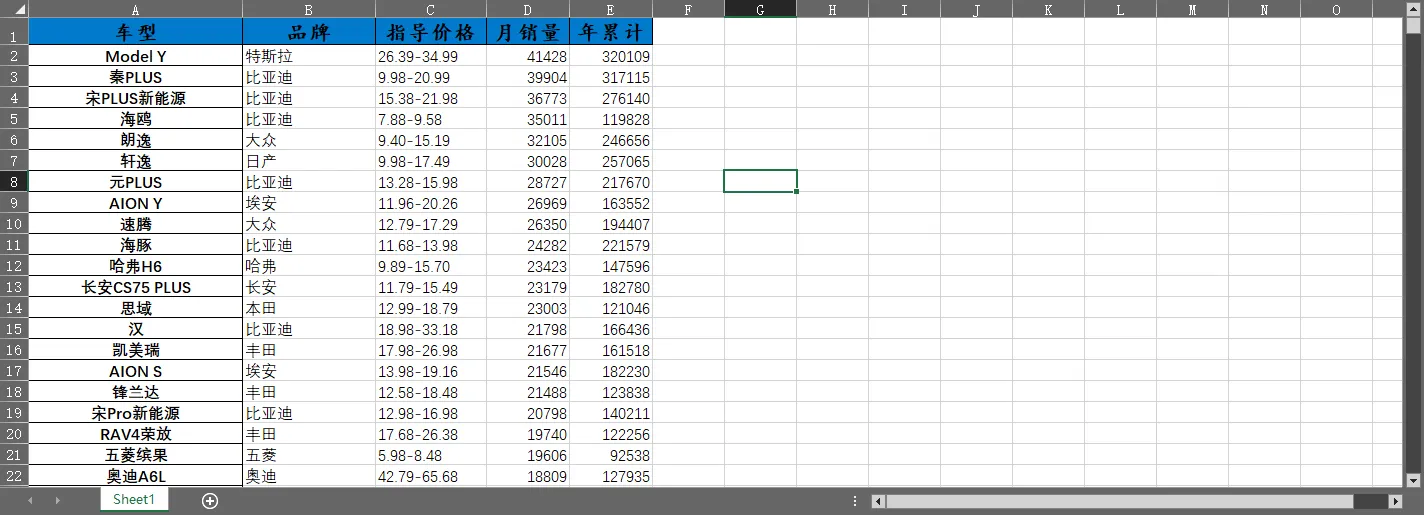 A B C D E F G H I J K L M N O
1 车型 品牌 指导价格 月销量 年累计
2 Model Y 特斯拉 26.39-34.99 41428 320109
3 秦PLUS 比亚迪 9.98-20.99 39904 317115
4 宋PLUS新能源 比亚迪 15.38-21.98 36773 276140
5 海鸥 比亚迪 7.88-9.58 35011 119828
6 朗逸 大众 9.40-15.19 32105 246656
7 轩逸 日产 9.98-17.49 30028 257065
8 元PLUS 比亚迪 13.28-15.98 28727 217670
9 AION Y 埃安 11.96-20.26 26969 163552
10 速腾 大众 12.79-17.29 26350 194407
11 海豚 比亚迪 11.68-13.98 24282 221579
12 哈弗H6 哈弗 9.89-15.70 23423 147596
13 长安CS75 PLUS 长安 11.79-15.49 23179 182780
14 思域 本田 12.99-18.79 23003 121046
15 汉 比亚迪 18.98-33.18 21798 166436
16 凯美瑞 丰田 17.98-26.98 21677 161518
17 AION S 埃安 13.98-19.16 21546 182230
18 锋兰达 丰田 12.58-18.48 21488 123838
19 宋Pro新能源 比亚迪 12.98-16.98 20798 140211
20 RAV4荣放 丰田 17.68-26.38 19740 122256
21 五菱缤果 五菱 5.98-8.48 19606 92538
22 奥迪A6L 奥迪 42.79-65.68 18809 127935
Sheet1